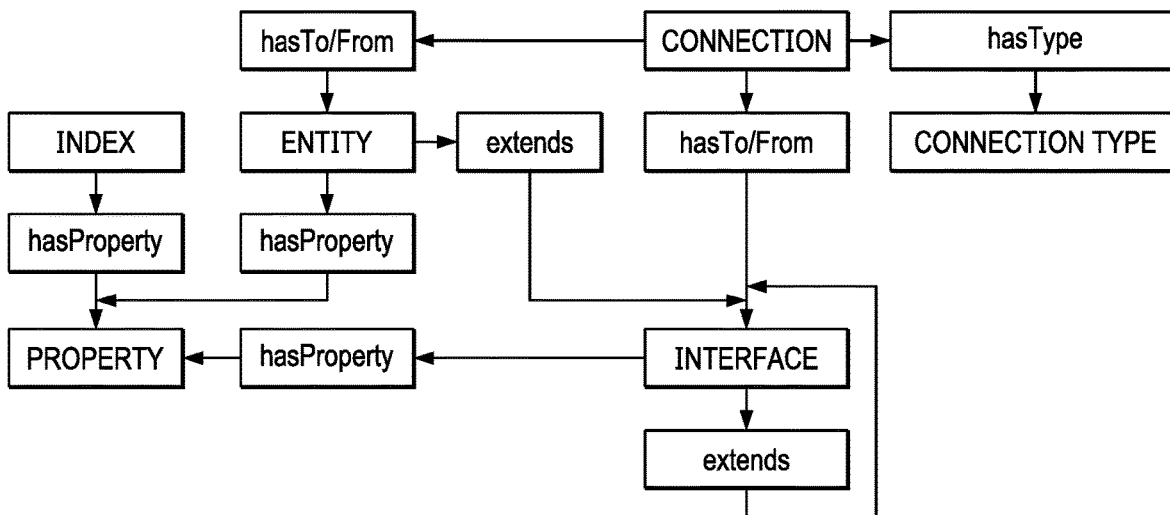 hasTo/From
CONNECTION
hasType
INDEX
ENTITY
extends
hasTo/From
CONNECTION TYPE
hasProperty
hasProperty
PROPERTY
hasProperty
INTERFACE
extends